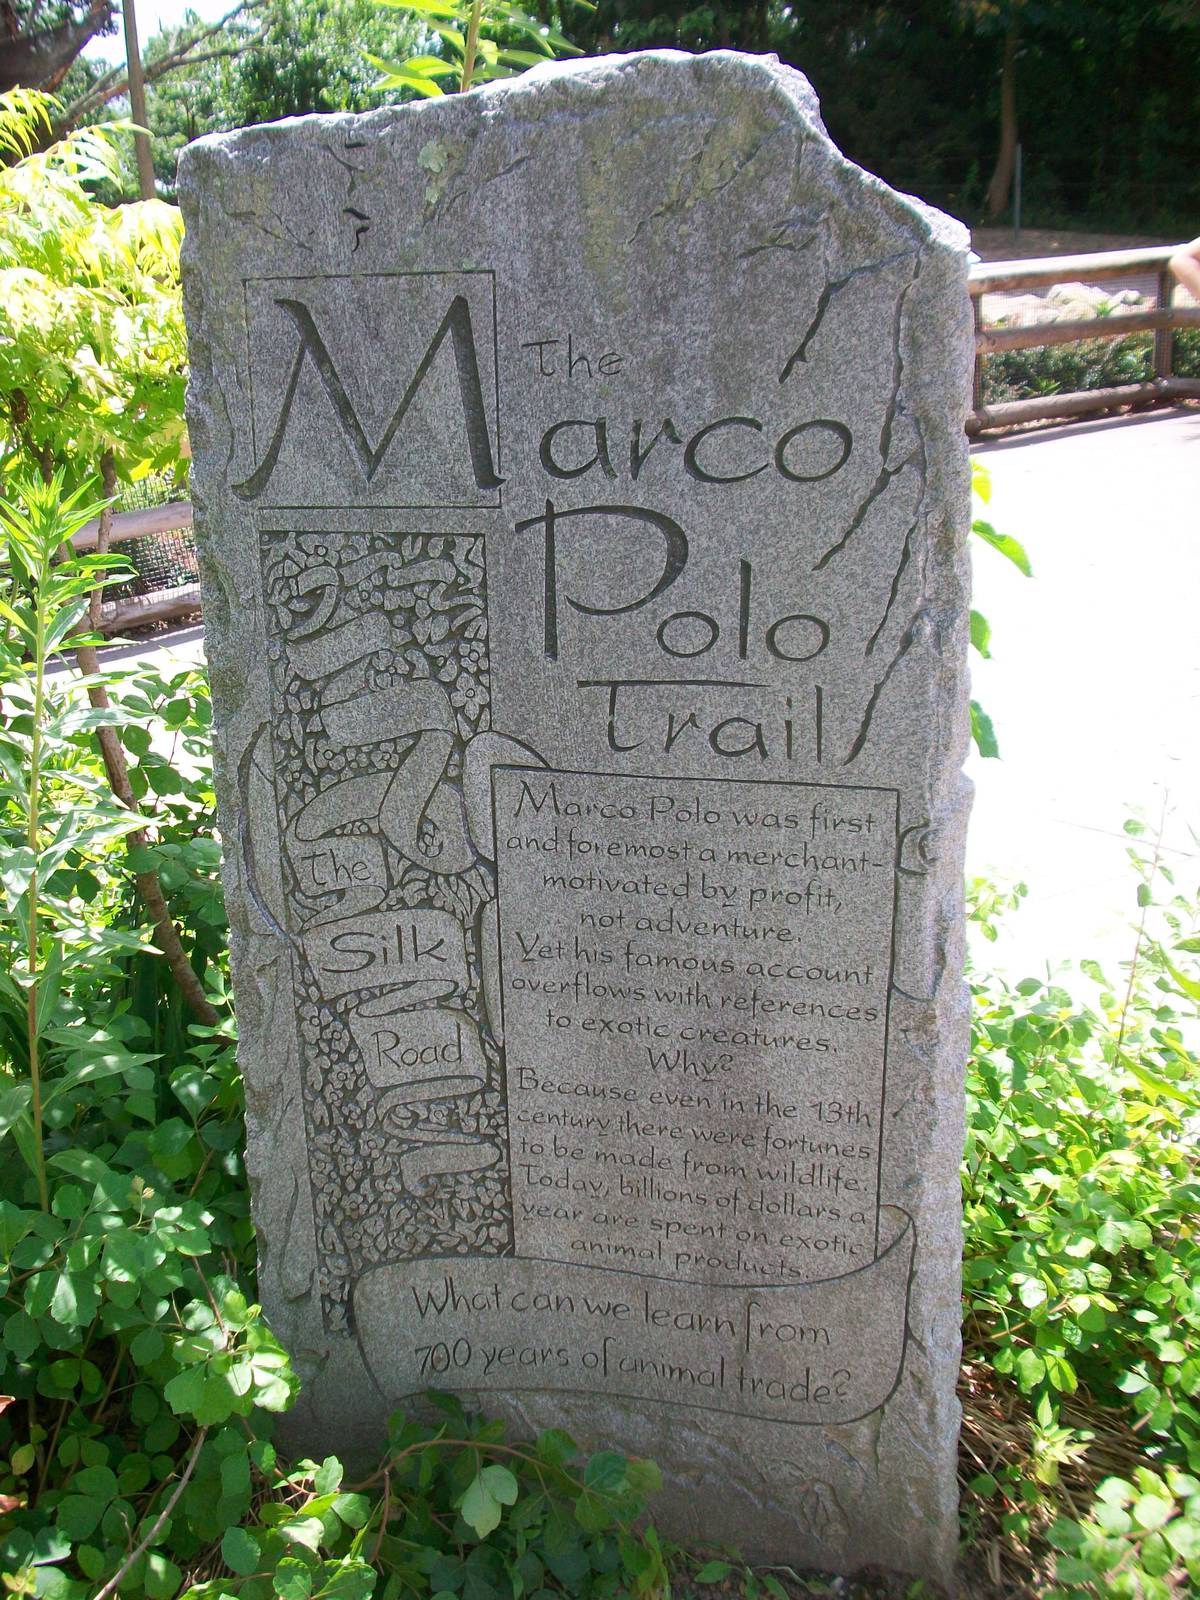 The
Marco
Polo
Trail
The
Silk
Road
Marco Polo was first
and foremost a merchant-
motivated by profit,
not adventure.
Yet his famous account
overflows with references
to exotic creatures.
Why?
Because even in the 13th
century there were fortunes
to be made from wildlife.
Today, billions of dollars a
year are spent on exotic
animal products.
What can we learn from
700 years of animal trade?